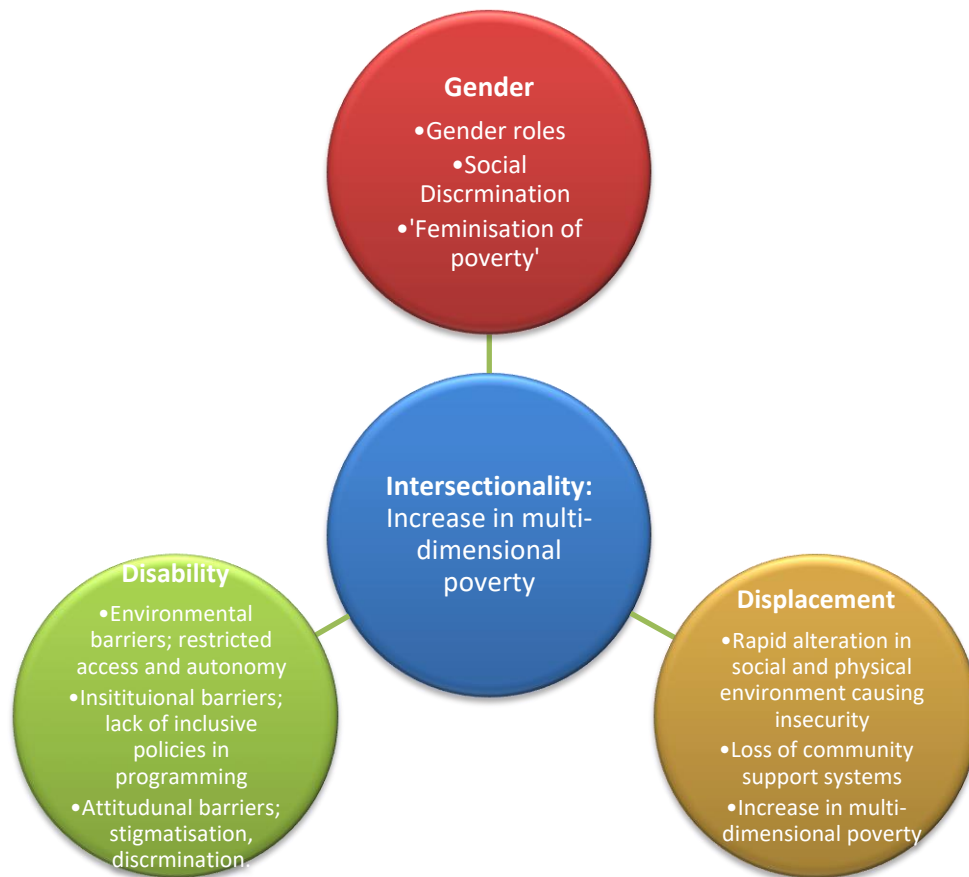 Gender
•Gender roles
•Social
Discrmination
•'Feminisation of
poverty'
Intersectionality:
Increase in multi-
dimensional
poverty
Disability
•Environmental
barriers; restricted
access and autonomy
•Insitituional barriers;
lack of inclusive
policies in
programming
•Attitudunal barriers;
stigmatisation,
discrmination.
Displacement
•Rapid alteration in
social and physical
environment causing
insecurity
•Loss of community
support systems
•Increase in multi-
dimensional poverty